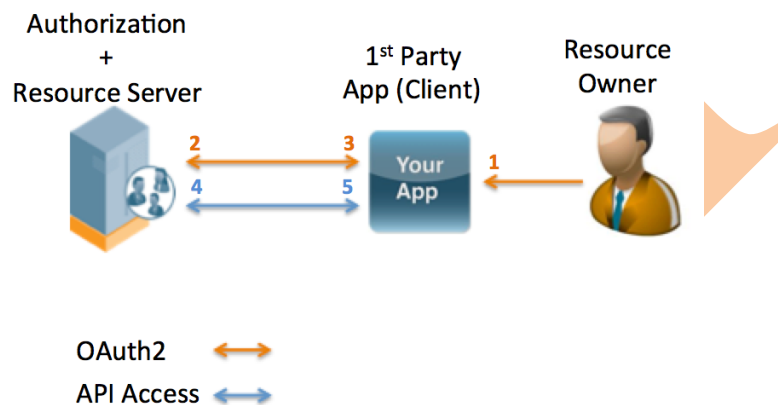 Authorization
+
Resource Server
1st Party
App (Client)
Resource
Owner
2
3
4
5
1
Your
App
OAuth2
API Access